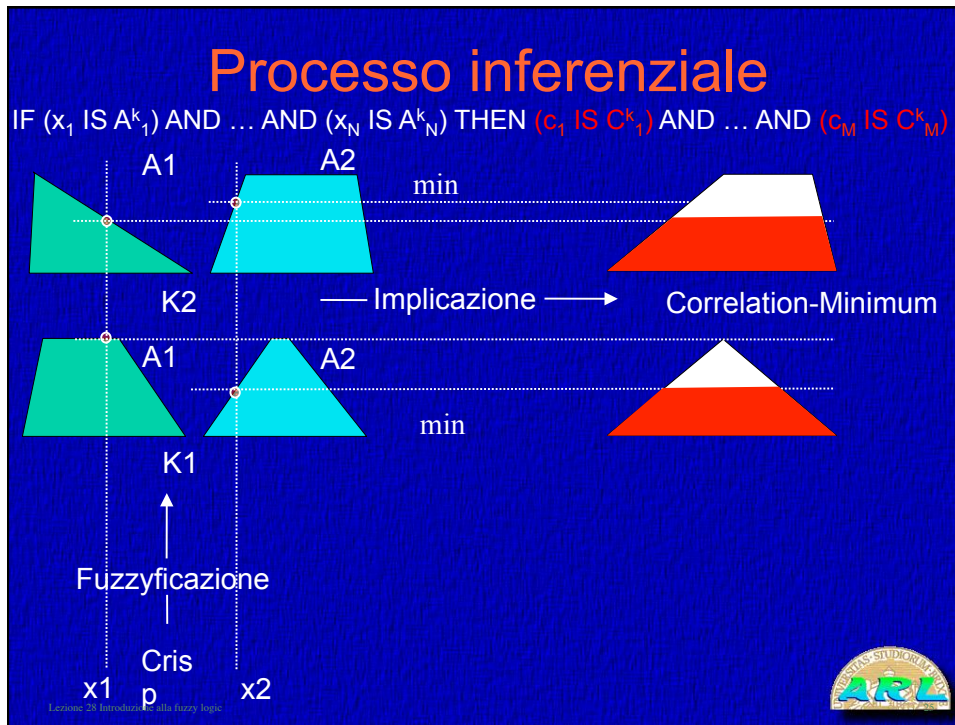 Processo inferenziale
IF (x1 IS Ak1) AND … AND (xN IS AkN) THEN (c1 IS Ck1) AND … AND (cM IS CkM)
A1
A2
min
K2
Implicazione
Correlation-Minimum
A1
A2
min
K1
Fuzzyficazione
Cris
p
x1
x2
Lezione 28 Introduzione alla fuzzy logic
ARL